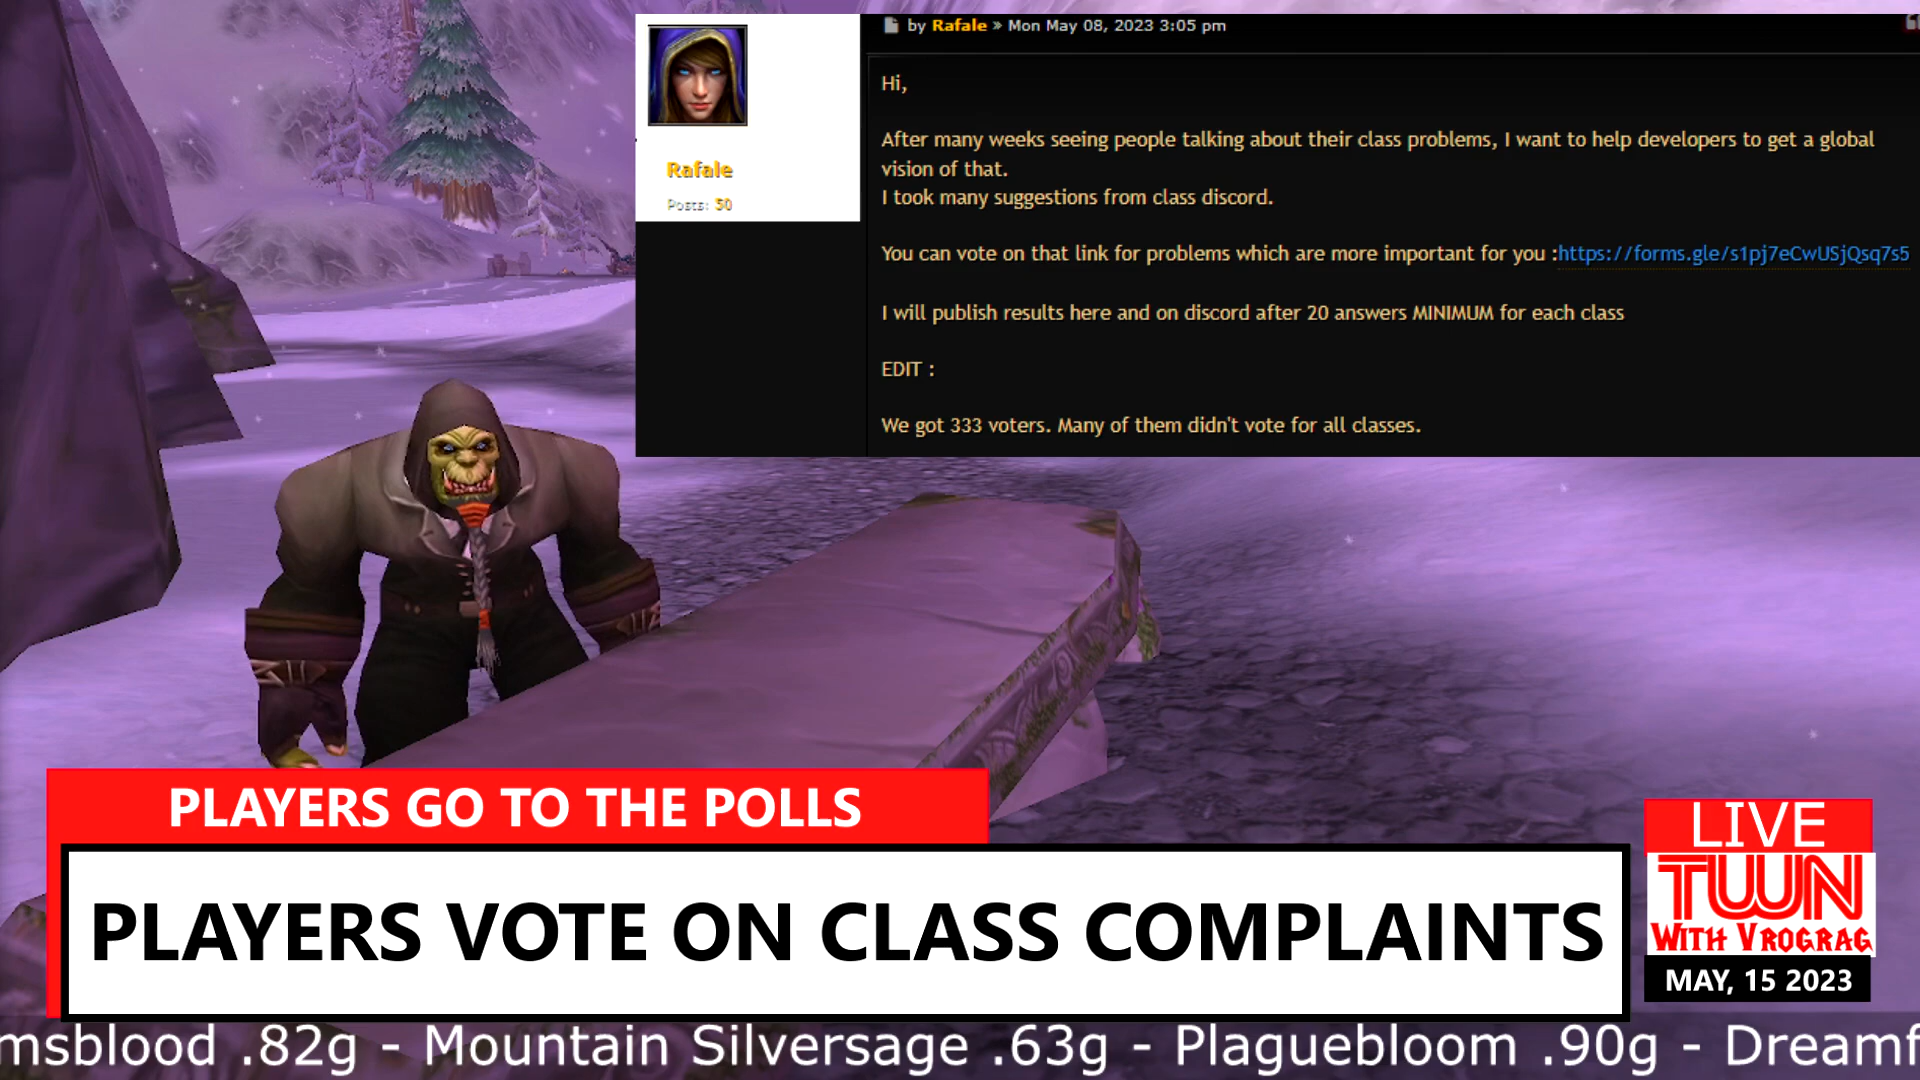 by Rafale » Mon May 08, 2023 3:05 pm
Rafale
Posts: 50
Hi,
After many weeks seeing people talking about their class problems, I want to help developers to get a global
vision of that.
I took many suggestions from class discord.
You can vote on that link for problems which are more important for you :https://forms.gle/s1pj7eCwUSjQsq7s5
I will publish results here and on discord after 20 answers MINIMUM for each class
EDIT :
We got 333 voters. Many of them didn't vote for all classes.
PLAYERS GO TO THE POLLS
PLAYERS VOTE ON CLASS COMPLAINTS
LIVE
TWN
WITH VROGRAG
MAY, 15 2023
msblood .82g - Mountain Silversage .63g - Plaguebloom .90g - Dreamf